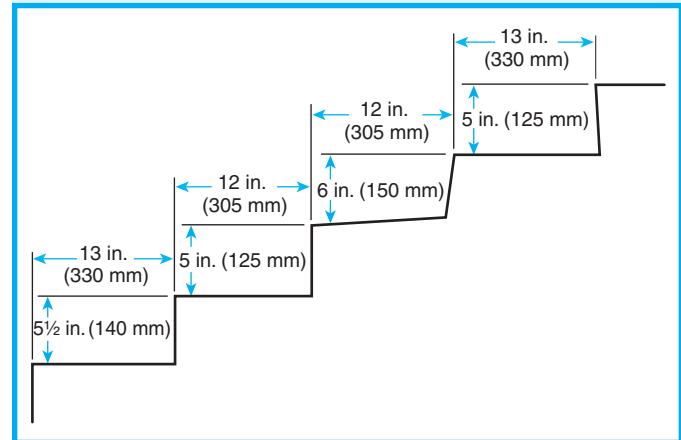 13 in.
(330 mm)
12 in.
(305 mm)
5 in. (125 mm)
12 in.
(305 mm)
6 in. (150 mm)
13 in.
(330 mm)
5 in. (125 mm)
5½ in. (140 mm)